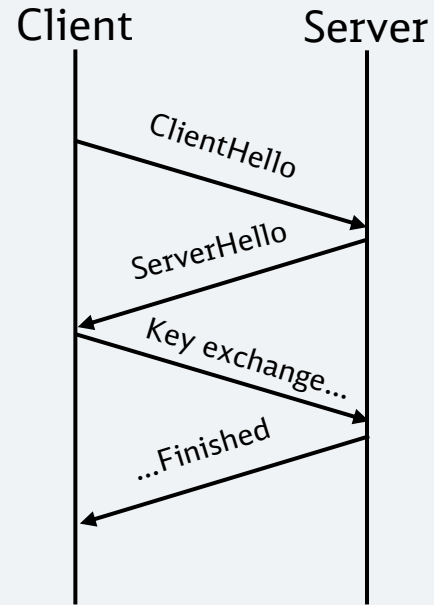 Client Server
ClientHello
ServerHello
Key exchange...
...Finished